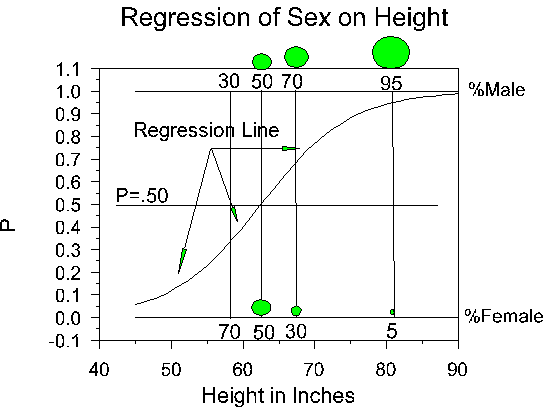 Regression of Sex on Height
1.1
30 50 70 95
1.0
%Male
0.9
Regression Line
0.8
0.7
0.6
P=.50
0.5
P
0.4
0.3
0.2
0.1
0.0
%Female
70 50 30 5
-0.1
40 50 60 70 80 90
Height in Inches